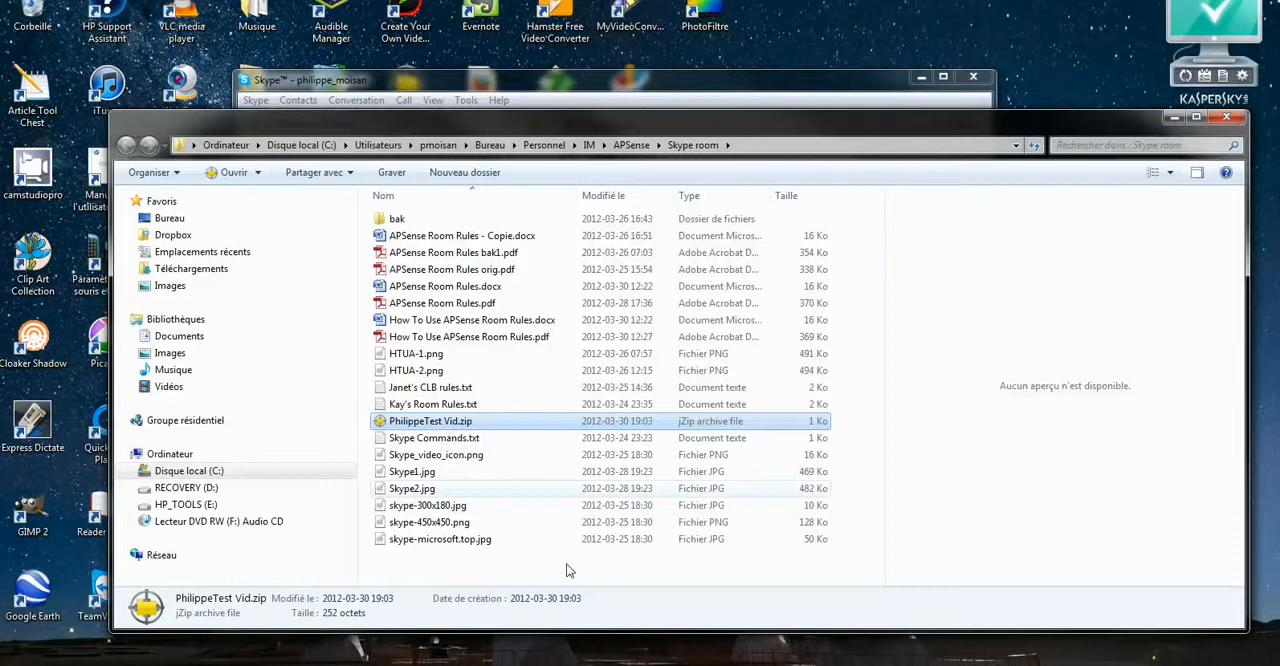 Corbeille
HP Support
Assistant
VLC media
player
Musique
Audible
Manager
Create Your
Own Vide...
Evernote
Hamster Free
Video Converter
MyVideoConv...
PhotoFiltre
KASPERSKY
Article Tool
Chest
iTu
camstudiopro
Manu
l'utilisat
Clip Art
Collection
Paramèt
souris et
Cloaker Shadow
Pica
Express Dictate
Quick
Pla
GIMP 2
Reader
Google Earth
TeamV
Skype™ - philippe_moisan
Skype Contacts Conversation Call View Tools Help
Ordinateur Disque local (C:) Utilisateurs pmoisan Bureau Personnel IM APSense Skype room
Rechercher dans : Skype room
Organiser Ouvrir Partager avec Graver Nouveau dossier
Nom Modifié le Type Taille
Favoris
Bureau
Dropbox
Emplacements récents
Téléchargements
Images
Bibliothèques
Documents
Images
Musique
Vidéos
Groupe résidentiel
Ordinateur
Disque local (C:)
RECOVERY (D:)
HP_TOOLS (E:)
Lecteur DVD RW (F:) Audio CD
Réseau
bak 2012-03-26 16:43 Dossier de fichiers
APSense Room Rules - Copie.docx 2012-03-26 16:51 Document Micros... 16 Ko
APSense Room Rules bak1.pdf 2012-03-26 07:03 Adobe Acrobat D... 354 Ko
APSense Room Rules orig.pdf 2012-03-25 15:54 Adobe Acrobat D... 338 Ko
APSense Room Rules.docx 2012-03-30 12:22 Document Micros... 16 Ko
APSense Room Rules.pdf 2012-03-28 17:36 Adobe Acrobat D... 370 Ko
How To Use APSense Room Rules.docx 2012-03-30 12:22 Document Micros... 16 Ko
How To Use APSense Room Rules.pdf 2012-03-30 12:27 Adobe Acrobat D... 369 Ko
HTUA-1.png 2012-03-26 07:57 Fichier PNG 491 Ko
HTUA-2.png 2012-03-26 12:15 Fichier PNG 494 Ko
Janet's CLB rules.txt 2012-03-25 14:36 Document texte 2 Ko
Kay's Room Rules.txt 2012-03-24 23:35 Document texte 2 Ko
PhilippeTest Vid.zip 2012-03-30 19:03 jZip archive file 1 Ko
Skype Commands.txt 2012-03-24 23:23 Document texte 1 Ko
Skype_video_icon.png 2012-03-25 18:30 Fichier PNG 16 Ko
Skype1.jpg 2012-03-28 19:23 Fichier JPG 469 Ko
Skype2.jpg 2012-03-28 19:23 Fichier JPG 482 Ko
skype-300x180.jpg 2012-03-25 18:30 Fichier JPG 10 Ko
skype-450x450.png 2012-03-25 18:30 Fichier PNG 128 Ko
skype-microsoft.top.jpg 2012-03-25 18:30 Fichier JPG 50 Ko
Aucun aperçu n'est disponible.
PhilippeTest Vid.zip Modifié le : 2012-03-30 19:03 Date de création : 2012-03-30 19:03
jZip archive file Taille : 252 octets